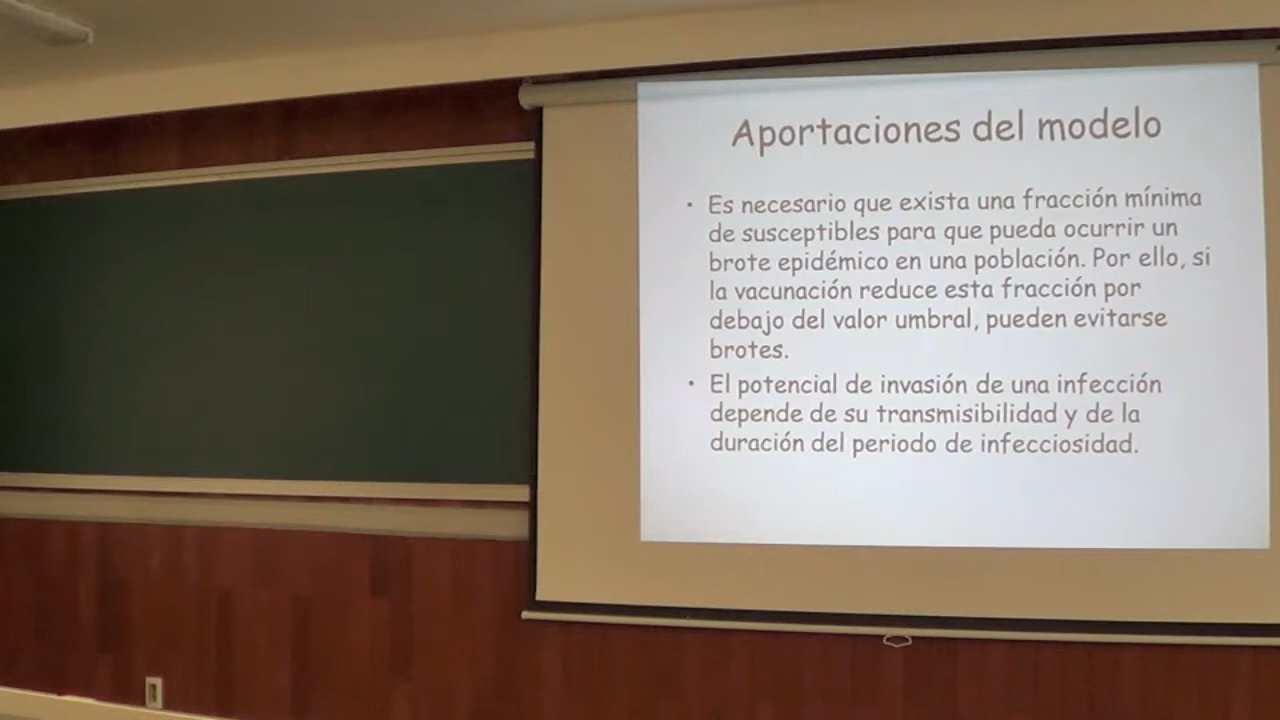 Aportaciones del modelo
• Es necesario que exista una fracción mínima
de susceptibles para que pueda ocurrir un
brote epidémico en una población. Por ello, si
la vacunación reduce esta fracción por
debajo del valor umbral, pueden evitarse
brotes.
• El potencial de invasión de una infección
depende de su transmisibilidad y de la
duración del periodo de infecciosidad.